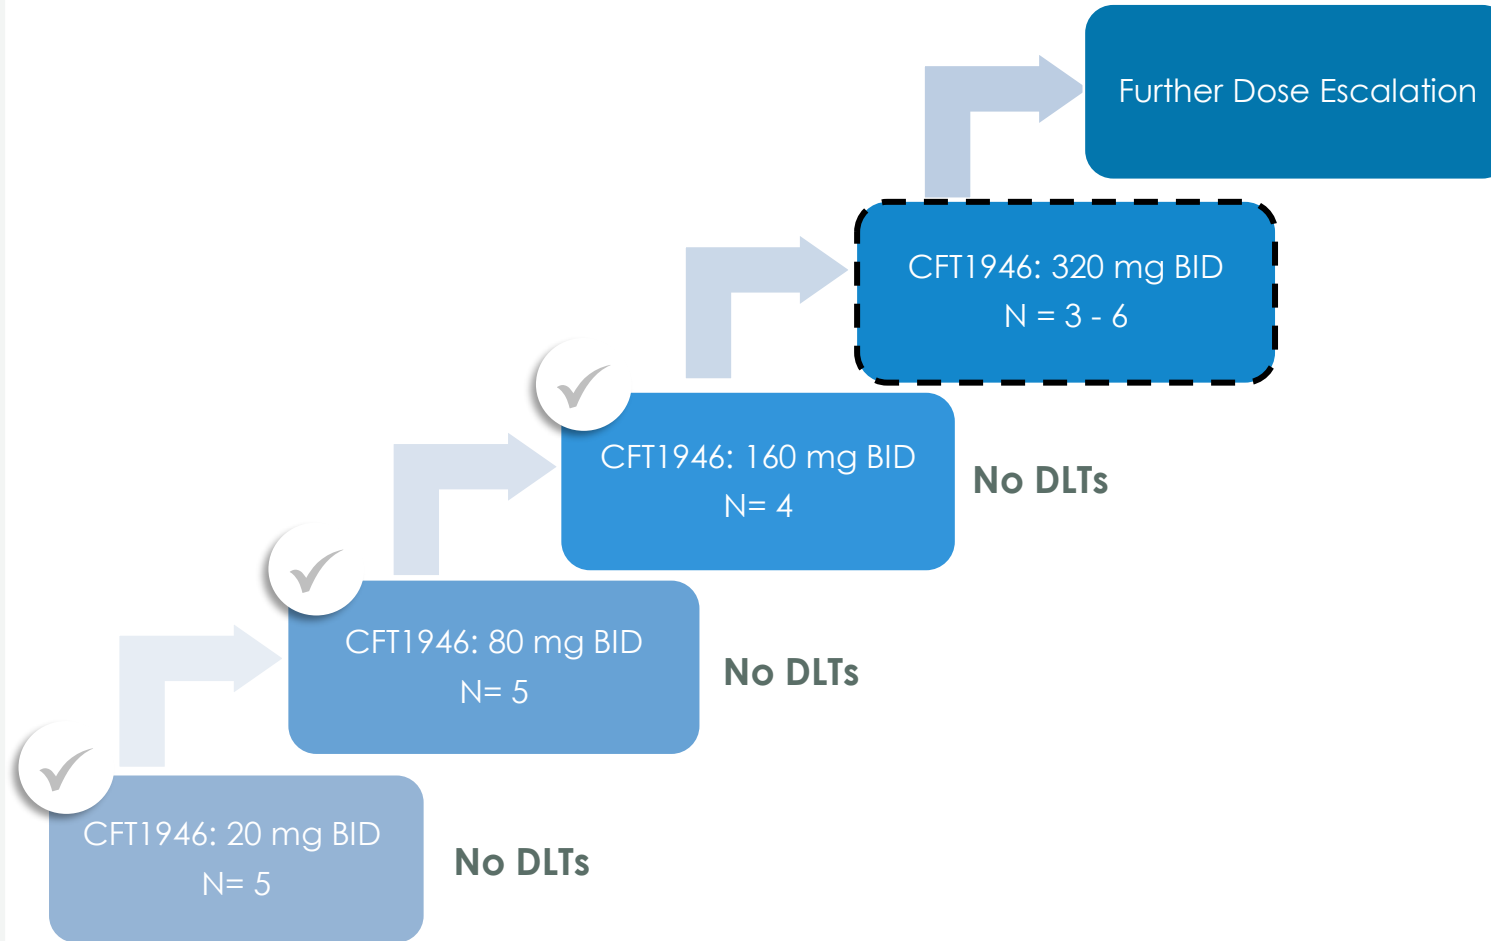 Further Dose Escalation
CFT1946: 320 mg BID
N = 3 - 6
CFT1946: 160 mg BID
N= 4
No DLTs
CFT1946: 80 mg BID
N= 5
No DLTs
CFT1946: 20 mg BID
N= 5
No DLTs